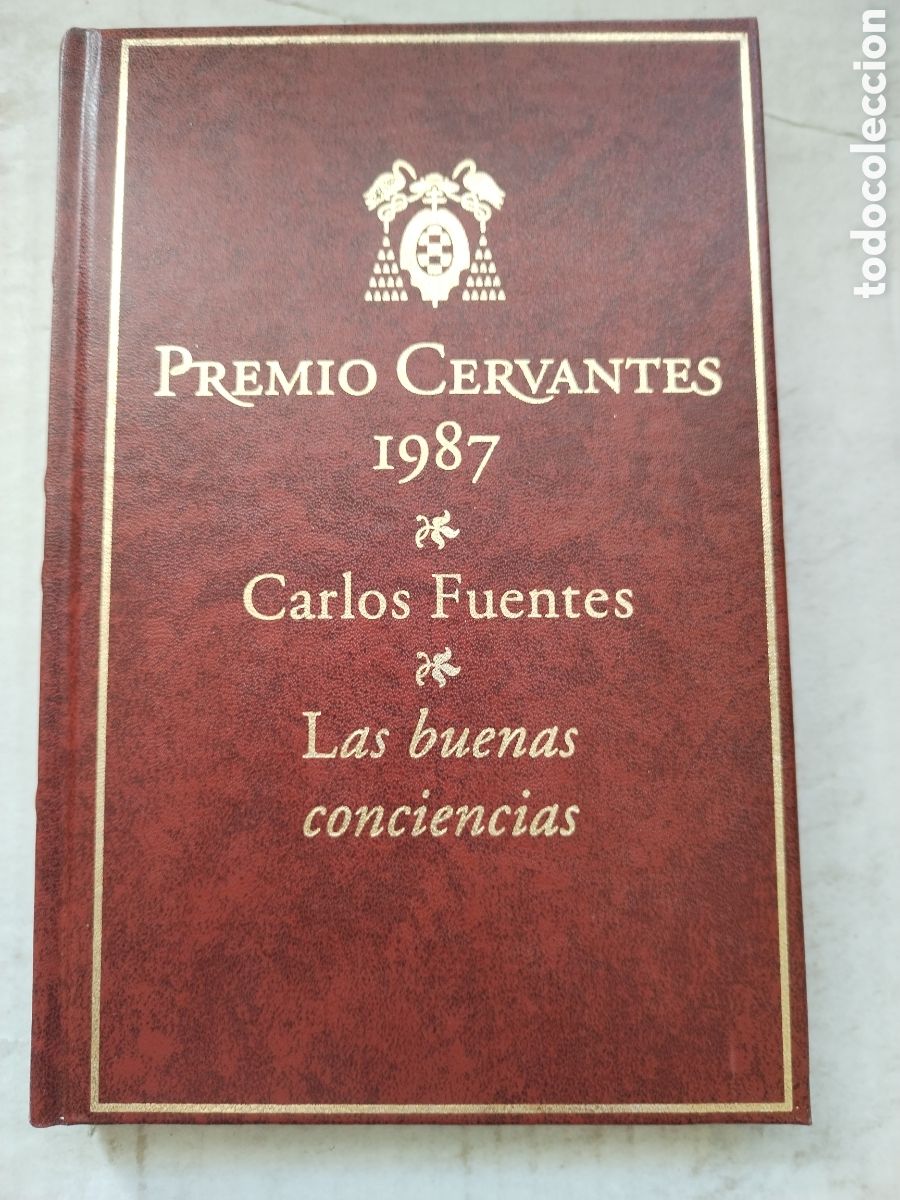 PREMIO CERVANTES
1987
Carlos Fuentes
Las buenas
conciencias
todocoleccion